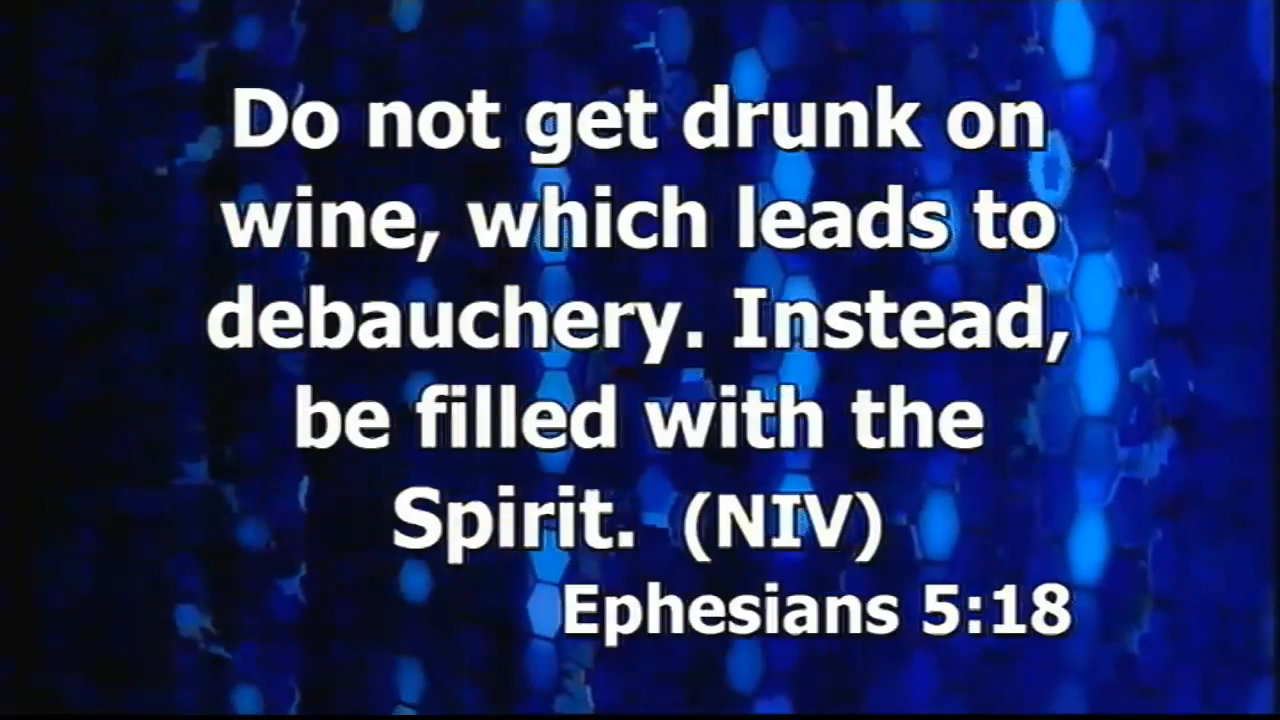 Do not get drunk on
wine, which leads to
debauchery. Instead,
be filled with the
Spirit. (NIV)
Ephesians 5:18